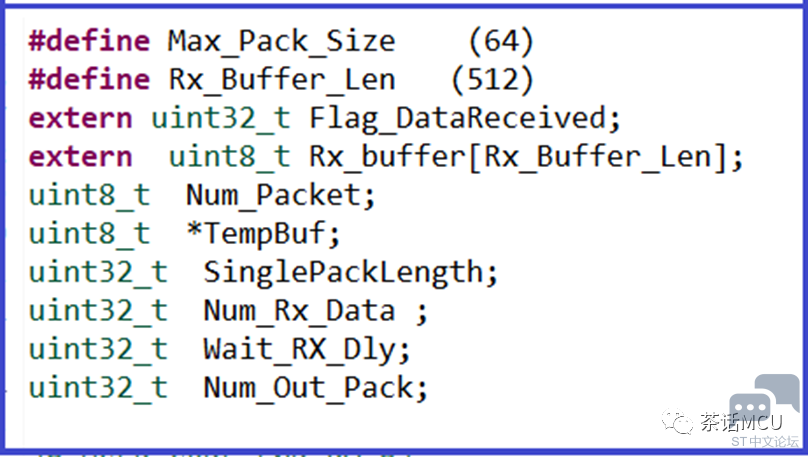 #define Max_Pack_Size    (64)
#define Rx_Buffer_Len   (512)
extern uint32_t Flag_DataReceived;
extern  uint8_t Rx_buffer[Rx_Buffer_Len];
uint8_t  Num_Packet;
uint8_t  *TempBuf;
uint32_t  SinglePackLength;
uint32_t  Num_Rx_Data ;
uint32_t  Wait_RX_Dly;
uint32_t  Num_Out_Pack;
茶话MCU
ST中文论坛